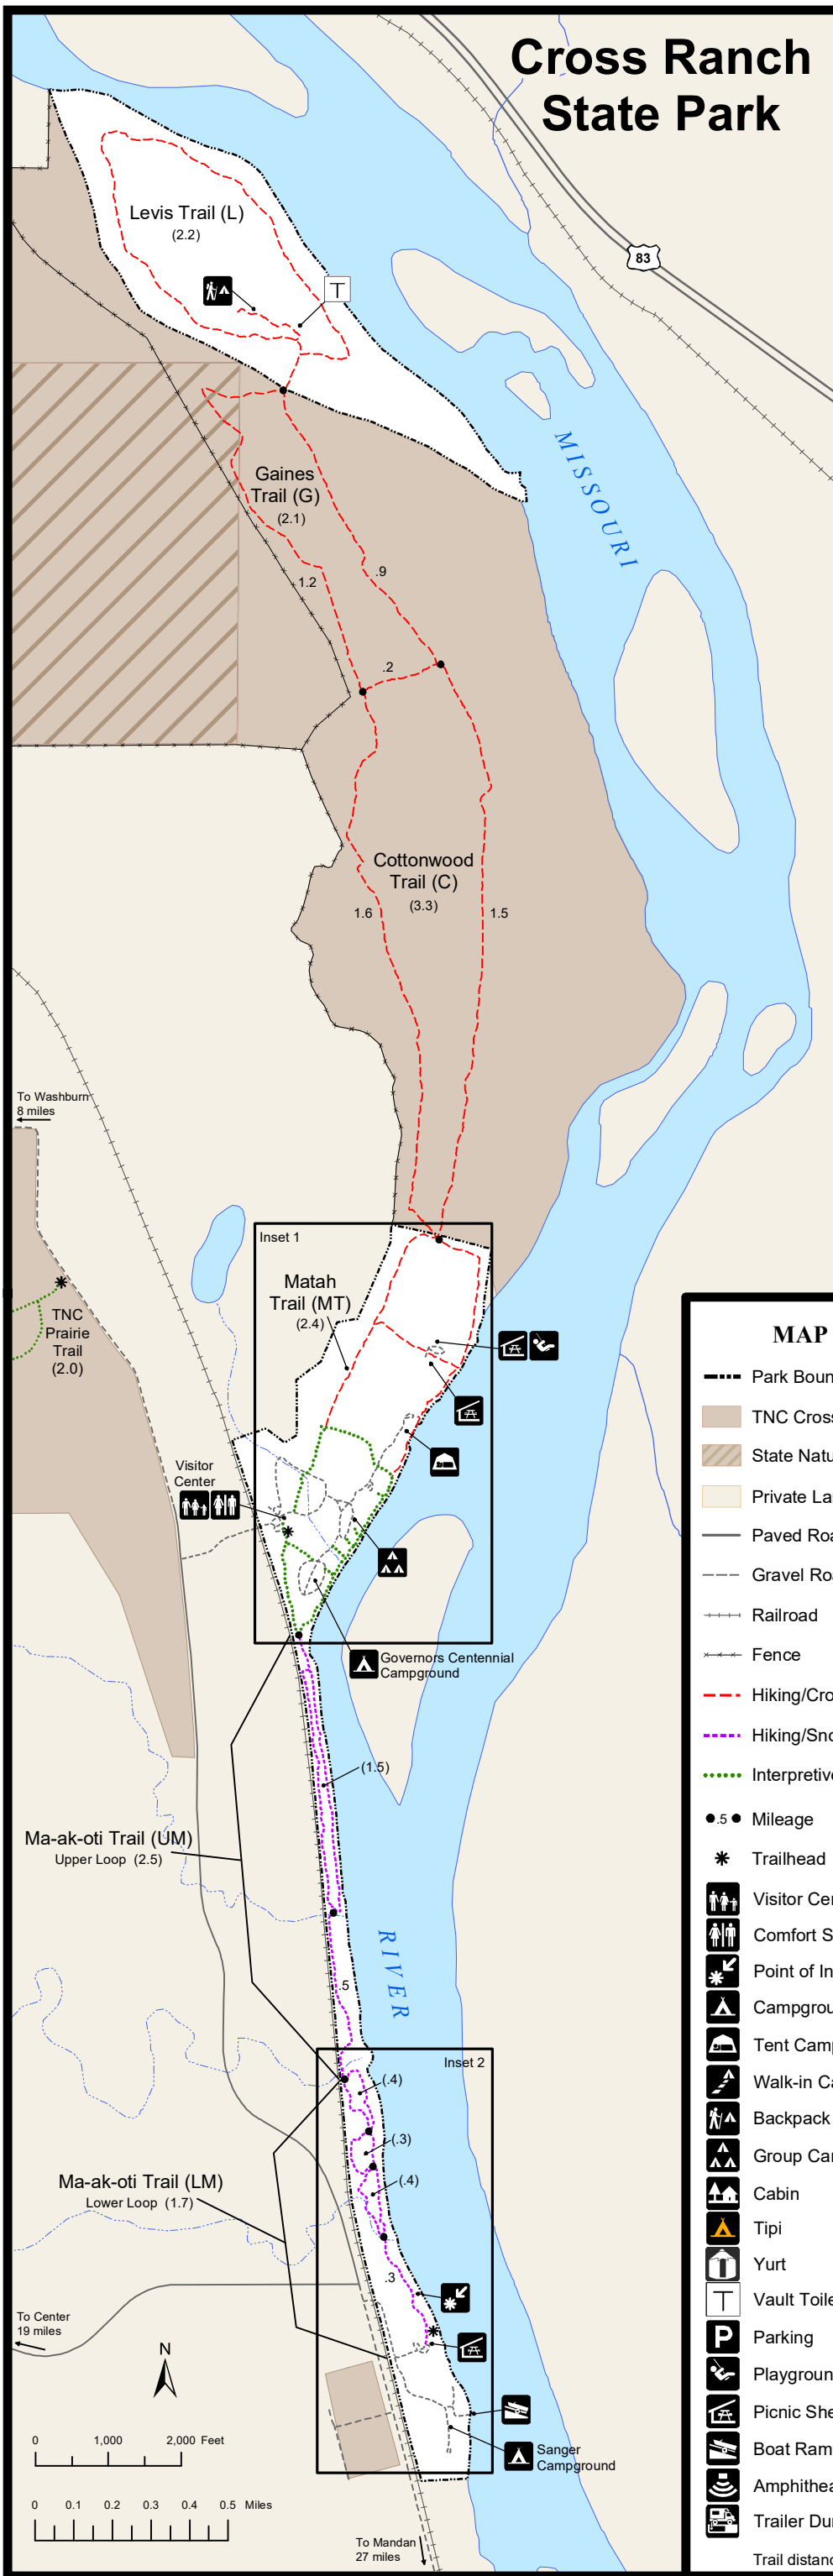 Cross Ranch
State Park
Levis Trail (L)
(2.2)
83
MISSOURI
Gaines
Trail (G)
(2.1)
1.2
.9
.2
Cottonwood
Trail (C)
(3.3)
1.6
1.5
To Washburn
8 miles
Inset 1
Matah
Trail (MT)
(2.4)
TNC
Prairie
Trail
(2.0)
Visitor
Center
Governors Centennial
Campground
(1.5)
Ma-ak-oti Trail (UM)
Upper Loop (2.5)
RIVER
.5
Inset 2
(.4)
(.3)
(.4)
Ma-ak-oti Trail (LM)
Lower Loop (1.7)
.3
To Center
19 miles
N
0 1,000 2,000 Feet
0 0.1 0.2 0.3 0.4 0.5 Miles
Sanger
Campground
To Mandan
27 miles
MAP
Park Boun
TNC Cross
State Natu
Private La
Paved Roa
Gravel Roa
Railroad
Fence
Hiking/Cro
Hiking/Sno
Interpretive
.5 Mileage
Trailhead
Visitor Cer
Comfort S
Point of In
Campgrou
Tent Camp
Walk-in Ca
Backpack
Group Car
Cabin
Tipi
Yurt
T Vault Toile
P Parking
Playgroun
Picnic She
Boat Ram
Amphithea
Trailer Du
Trail distanc